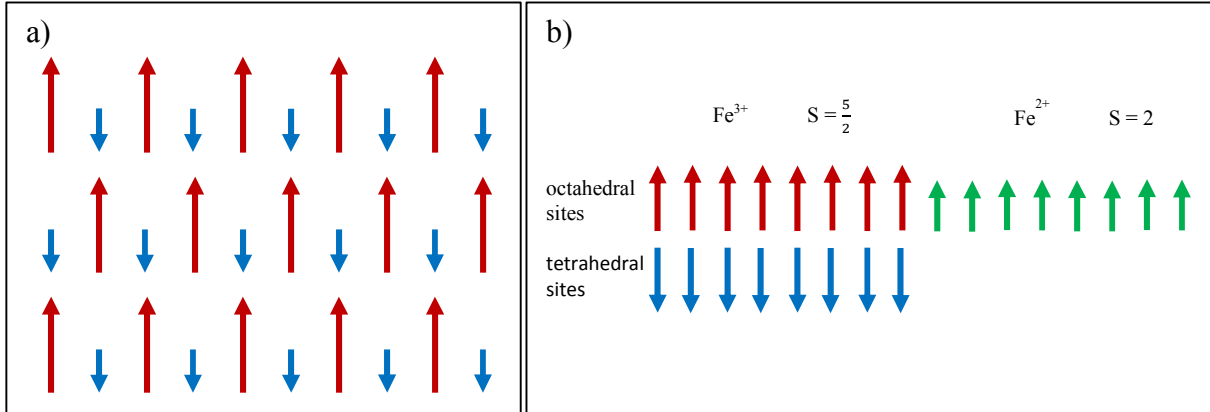 a)
b)
Fe³⁺ S = 5/2 Fe²⁺ S = 2
octahedral
sites
tetrahedral
sites